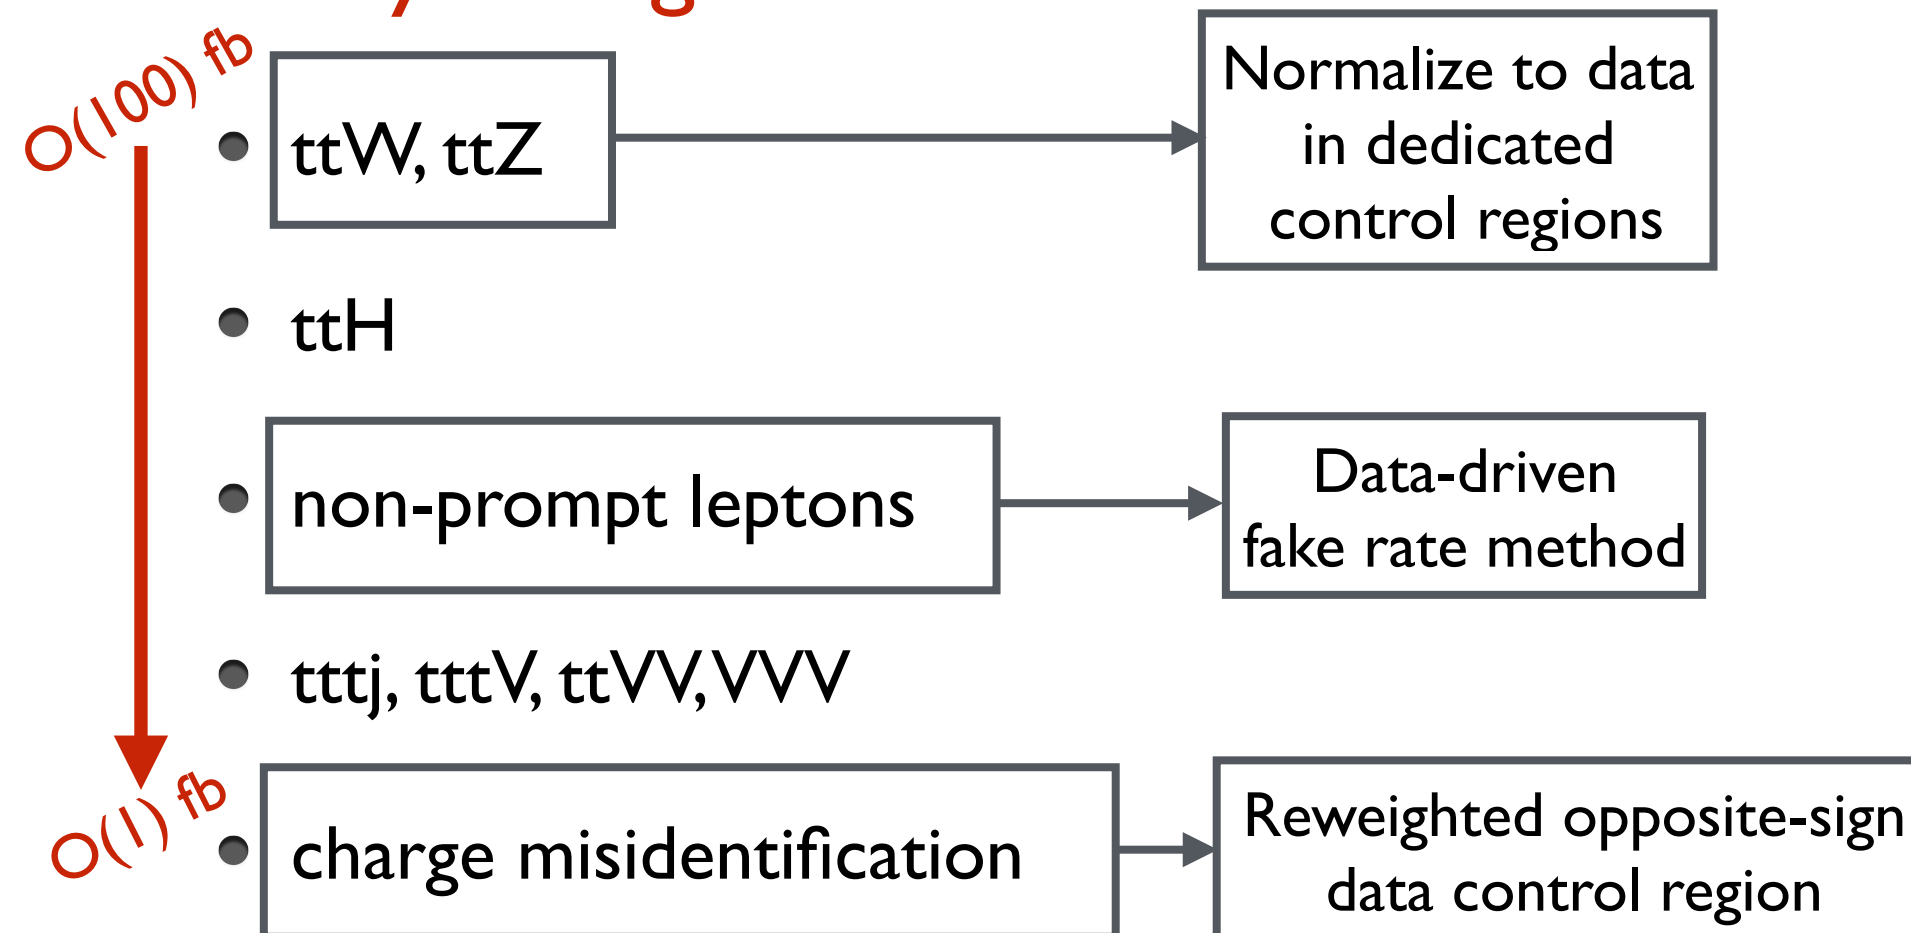 O(100) fb
ttW, ttZ
Normalize to data
in dedicated
control regions
ttH
non-prompt leptons
Data-driven
fake rate method
tttj, tttV, ttVV, VVV
O(1) fb
charge misidentification
Reweighted opposite-sign
data control region